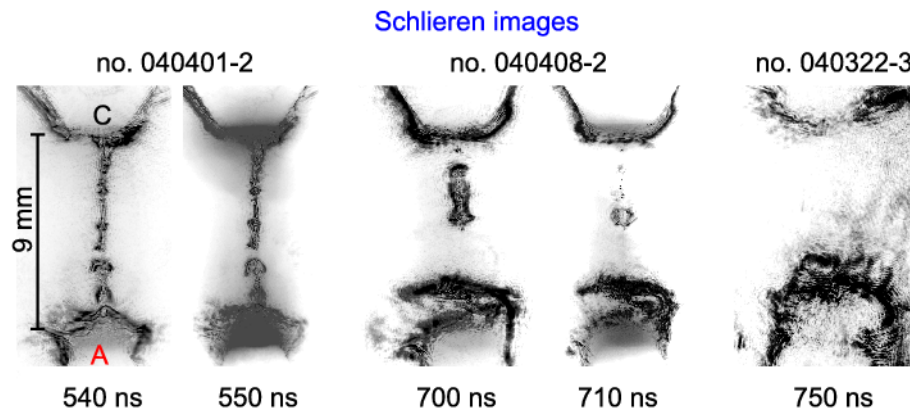 Schlieren images
no. 040401-2 no. 040408-2 no. 040322-3
C
9 mm
A
540 ns 550 ns 700 ns 710 ns 750 ns